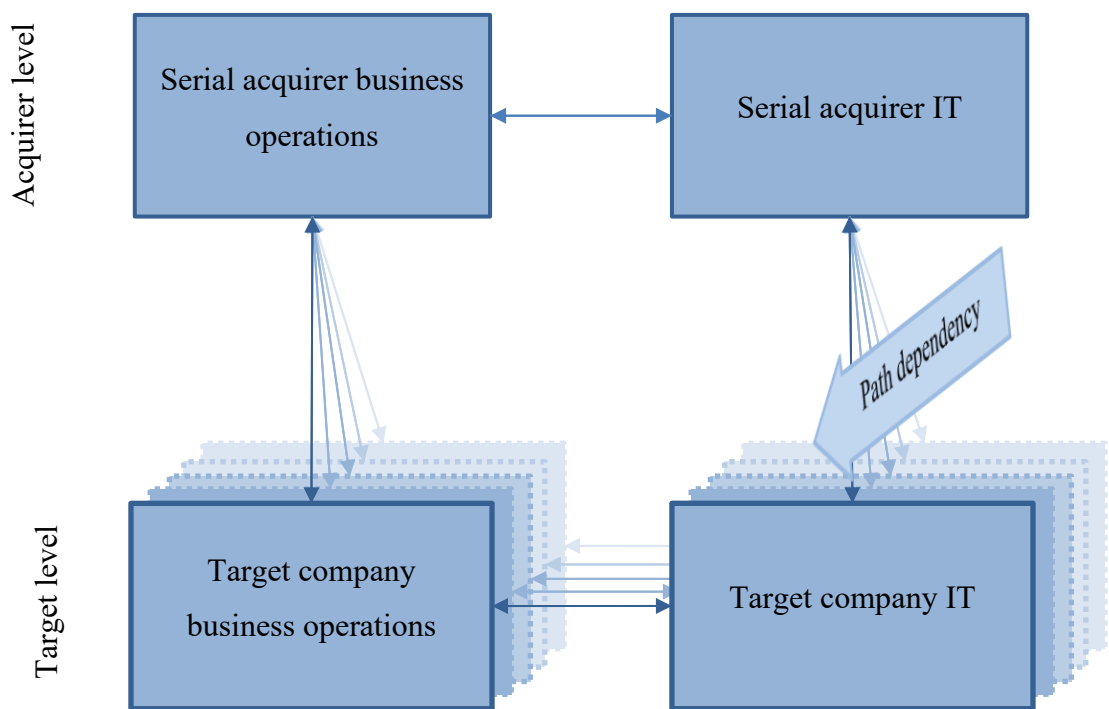 Acquirer level
Serial acquirer business
operations
Serial acquirer IT
Path dependency
Target level
Target company
business operations
Target company IT